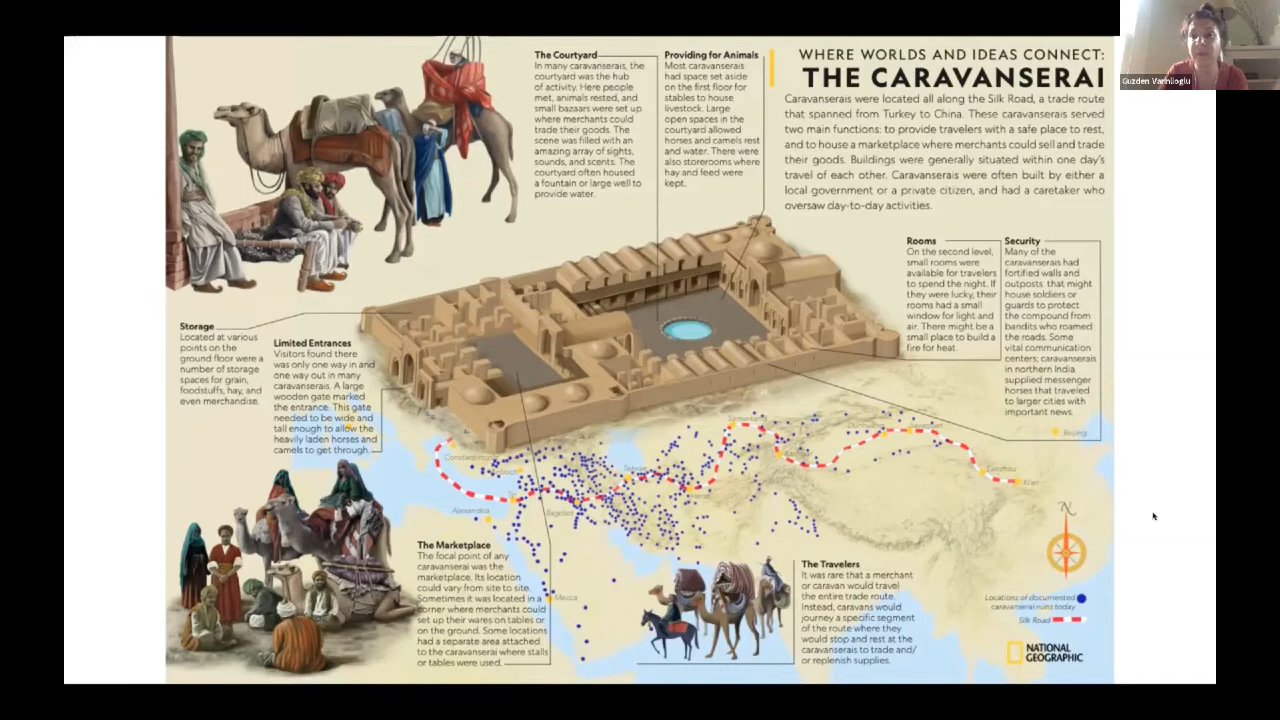 WHERE WORLDS AND IDEAS CONNECT:
THE CARAVANSERAI
Caravanserais were located all along the Silk Road, a trade route
that spanned from Turkey to China. These caravanserais served
two main functions: to provide travelers with a safe place to rest,
and to house a marketplace where merchants could sell and trade
their goods. Buildings were generally situated within one day's
travel of each other. Caravanserais were often built by either a
local government or a private citizen, and had a caretaker who
oversaw day-to-day activities.
The Courtyard
In many caravanserais, the
courtyard was the hub
of activity. Here people
met, animals rested, and
small bazaars were set up
where merchants could
trade their goods. The
scene was filled with an
amazing array of sights,
sounds, and scents. The
courtyard often housed
a fountain or large well to
provide water.
Providing for Animals
Most caravanserais
had space set aside
on the first floor for
stables to house
livestock. Large
open spaces in the
courtyard allowed
horses and camels rest
and water. There were
also storerooms where
hay and feed were
kept.
Rooms
On the second level,
small rooms were
available for travelers
to spend the night. If
they were lucky, their
rooms had a small
window for light and
air. There might be a
small place to build a
fire for heat.
Security
Many of the
caravanserais had
fortified walls and
outposts that might
house soldiers or
guards to protect
the compound from
bandits who roamed
the roads. Some
vital communication
centers; caravanserais
in northern India
supplied messenger
horses that traveled
to larger cities with
important news.
Storage
Located at various
points on the
ground floor were a
number of storage
spaces for grain,
foodstuffs, hay, and
even merchandise.
Limited Entrances
Visitors found there
was only one way in and
one way out in many
caravanserais. A large
wooden gate marked
the entrance. This gate
needed to be wide and
tall enough to allow the
heavily laden horses and
camels to get through.
The Marketplace
The focal point of any
caravanserai was the
marketplace. Its location
could vary from site to site.
Sometimes it was located in a
corner where merchants could
set up their wares on tables or
on the ground. Some locations
had a separate area attached
to the caravanserai where stalls
or tables were used.
The Travelers
It was rare that a merchant
or caravan would travel
the entire trade route.
Instead, caravans would
journey a specific segment
of the route where they
would stop and rest at the
caravanserais to trade and/
or replenish supplies.
Constantinople
Alexandria
Baghdad
Mecca
Tehran
Herat
Samarkand
Kashgar
Dunhuang
Jiayuguan
Lanzhou
Xi'an
Beijing
N
Locations of documented
caravanserai ruins today
Silk Road
NATIONAL
GEOGRAPHIC
Guzden Varinlioglu